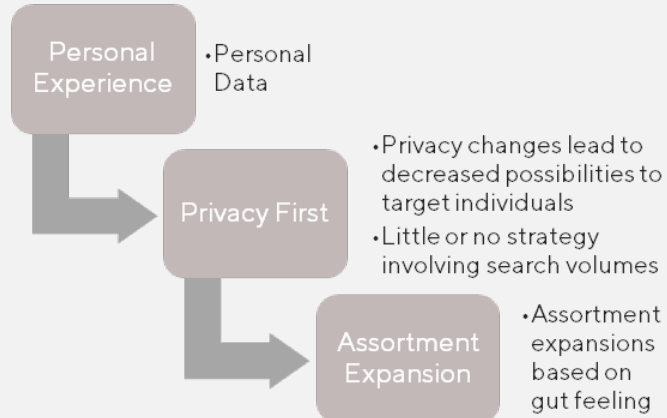 Personal
Experience
•Personal
Data
Privacy First
•Privacy changes lead to
decreased possibilities to
target individuals
•Little or no strategy
involving search volumes
Assortment
Expansion
•Assortment
expansions
based on
gut feeling